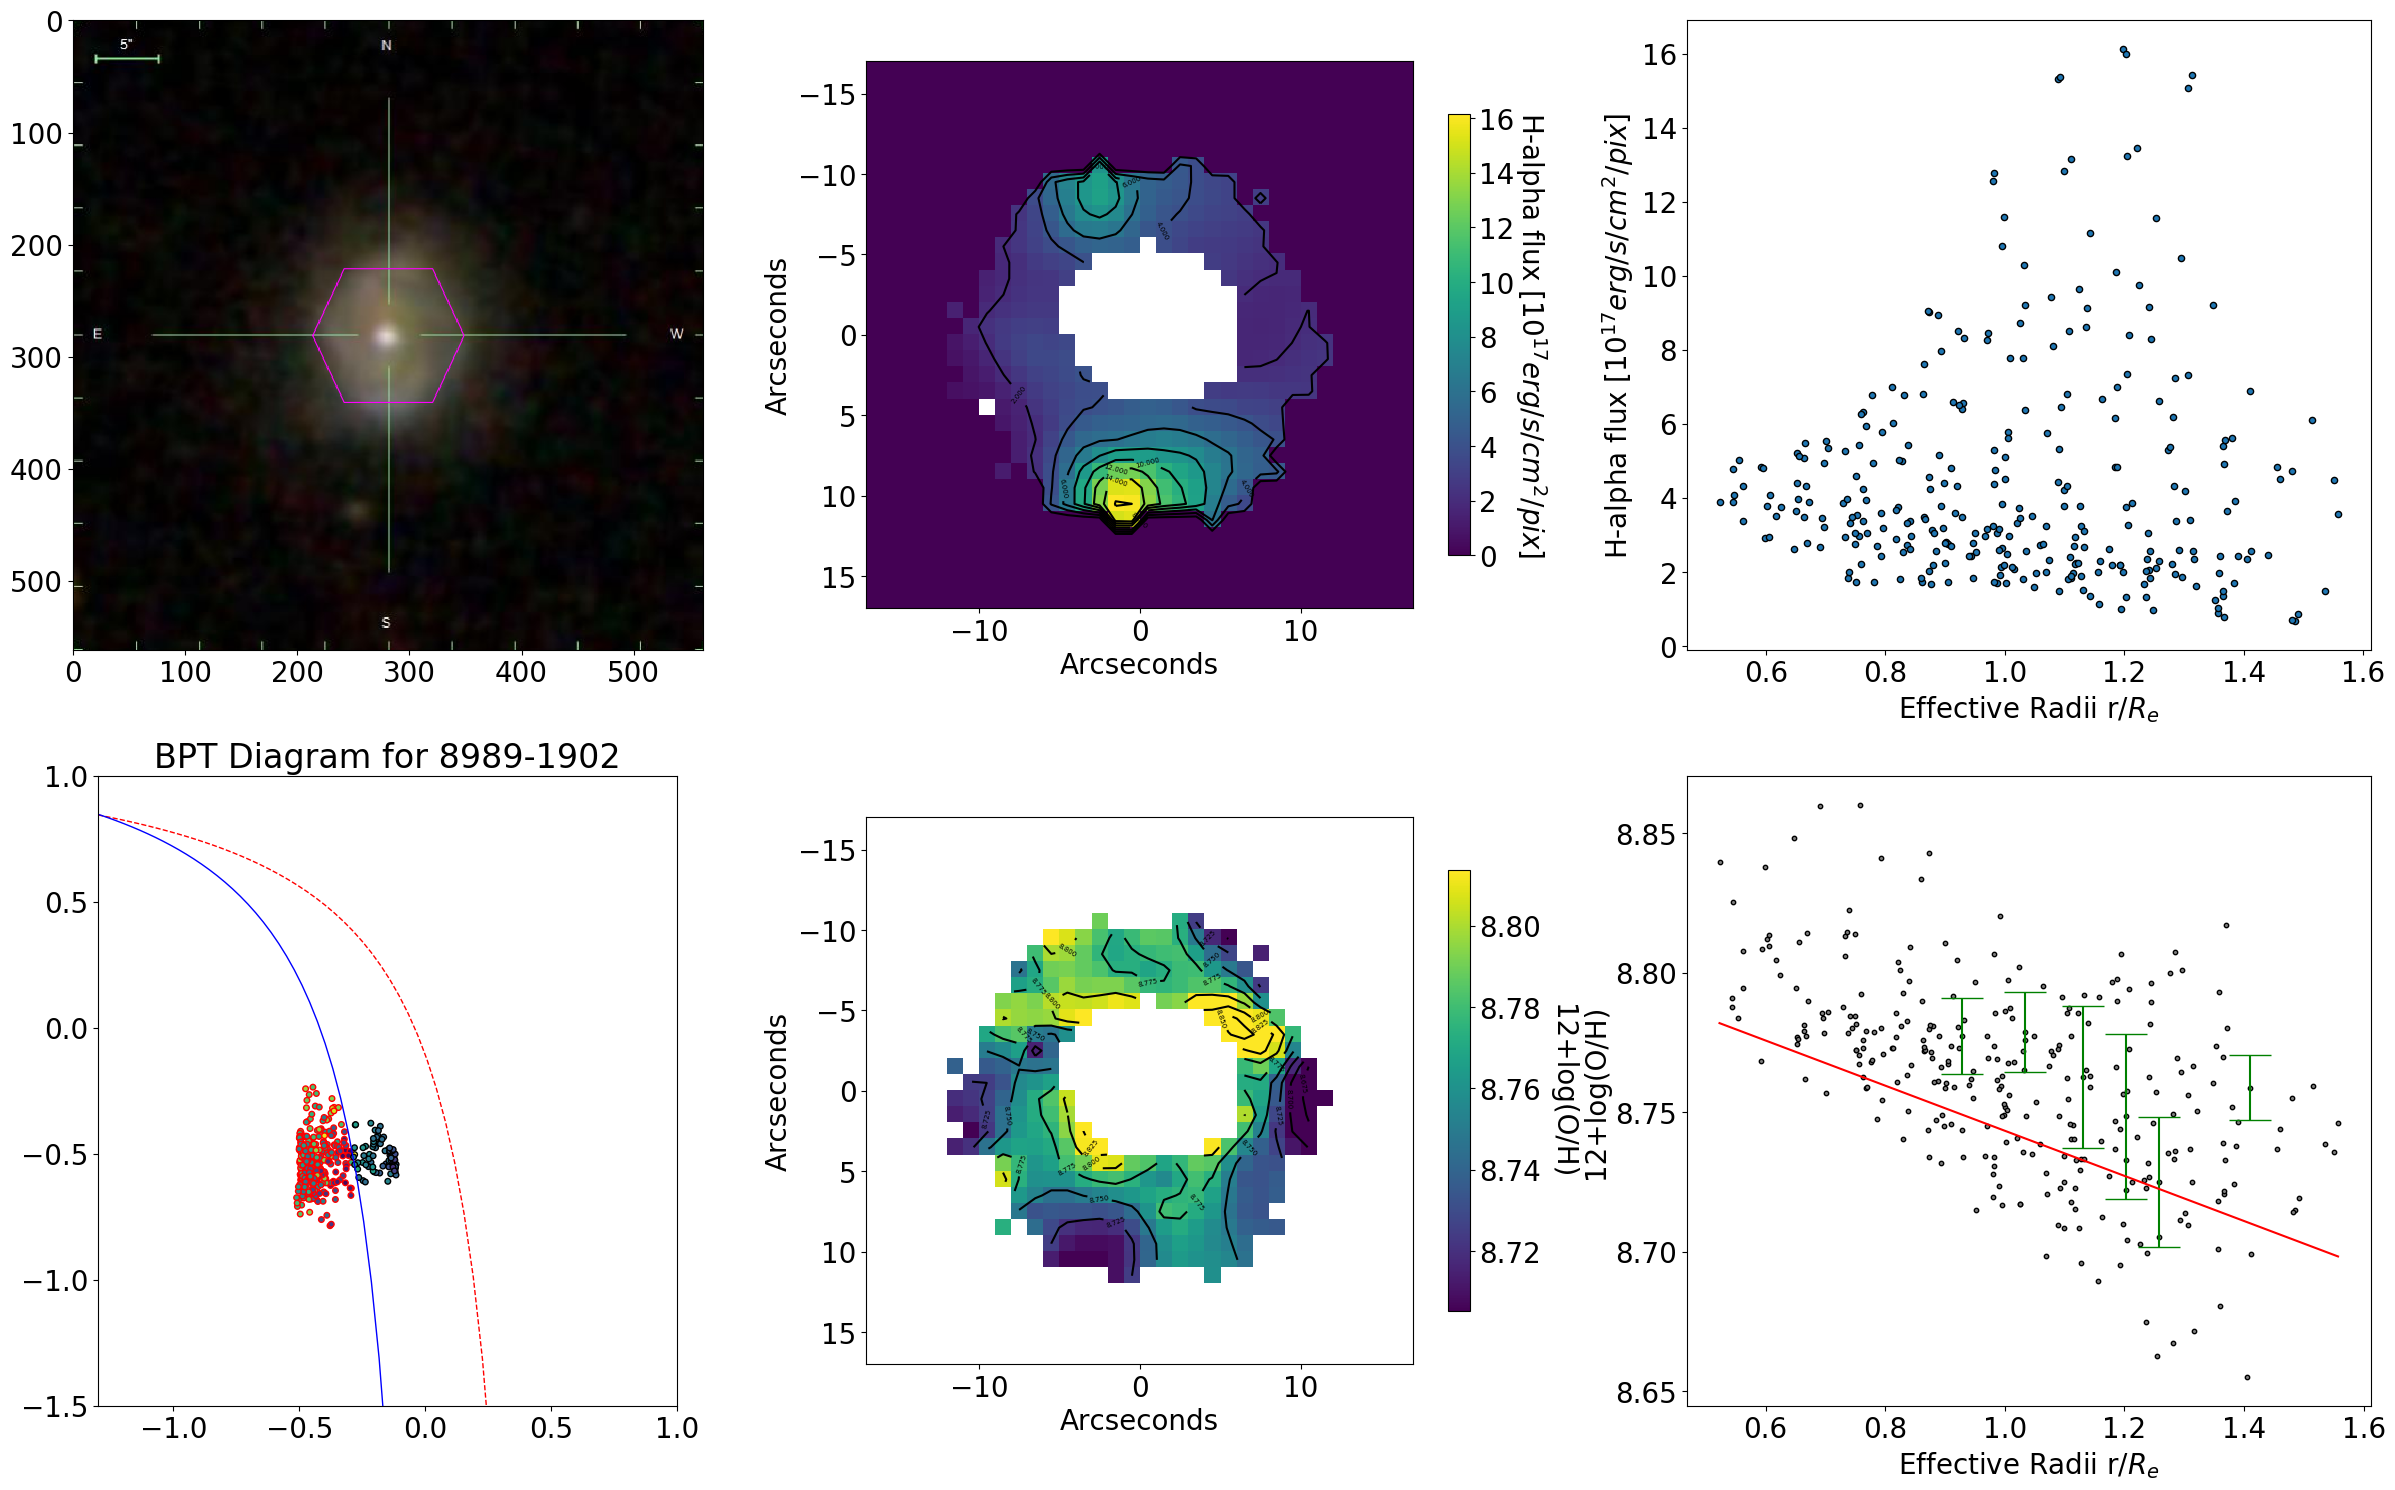 0
100
200
300
400
500
0 100 200 300 400 500
5"
N
E
W
S
−15
−10
−5
0
5
10
15
−10 0 10
Arcseconds
Arcseconds
16
14
12
10
8
6
4
2
0
H-alpha flux [10^17 erg/s/cm^2/pix]
H-alpha flux [10^17 erg/s/cm^2/pix]
16
14
12
10
8
6
4
2
0
0.6 0.8 1.0 1.2 1.4 1.6
Effective Radii r/R_e
BPT Diagram for 8989-1902
1.0
0.5
0.0
−0.5
−1.0
−1.5
−1.0 −0.5 0.0 0.5 1.0
−15
−10
−5
0
5
10
15
−10 0 10
Arcseconds
Arcseconds
8.80
8.78
8.76
8.74
8.72
12+log(O/H)
12+log(O/H)
8.85
8.80
8.75
8.70
8.65
0.6 0.8 1.0 1.2 1.4 1.6
Effective Radii r/R_e